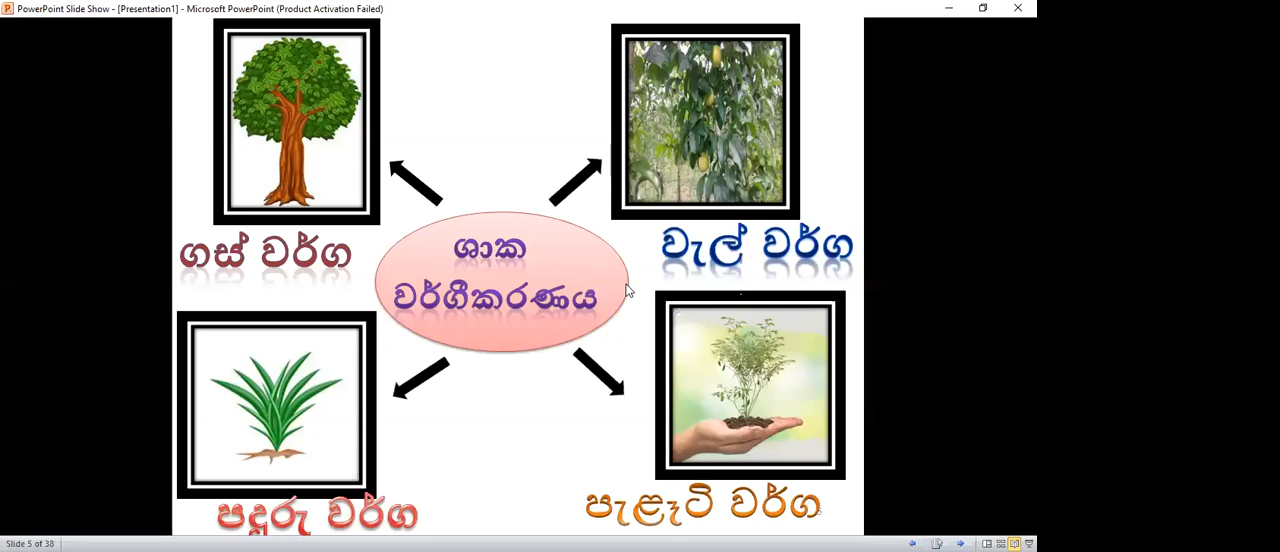 PowerPoint Slide Show - [Presentation1] - Microsoft PowerPoint (Product Activation Failed)
ගස් වර්ග
වැල් වර්ග
ශාක
වර්ගීකරණය
පඳුරු වර්ග
පැළෑටි වර්ග
Slide 5 of 38